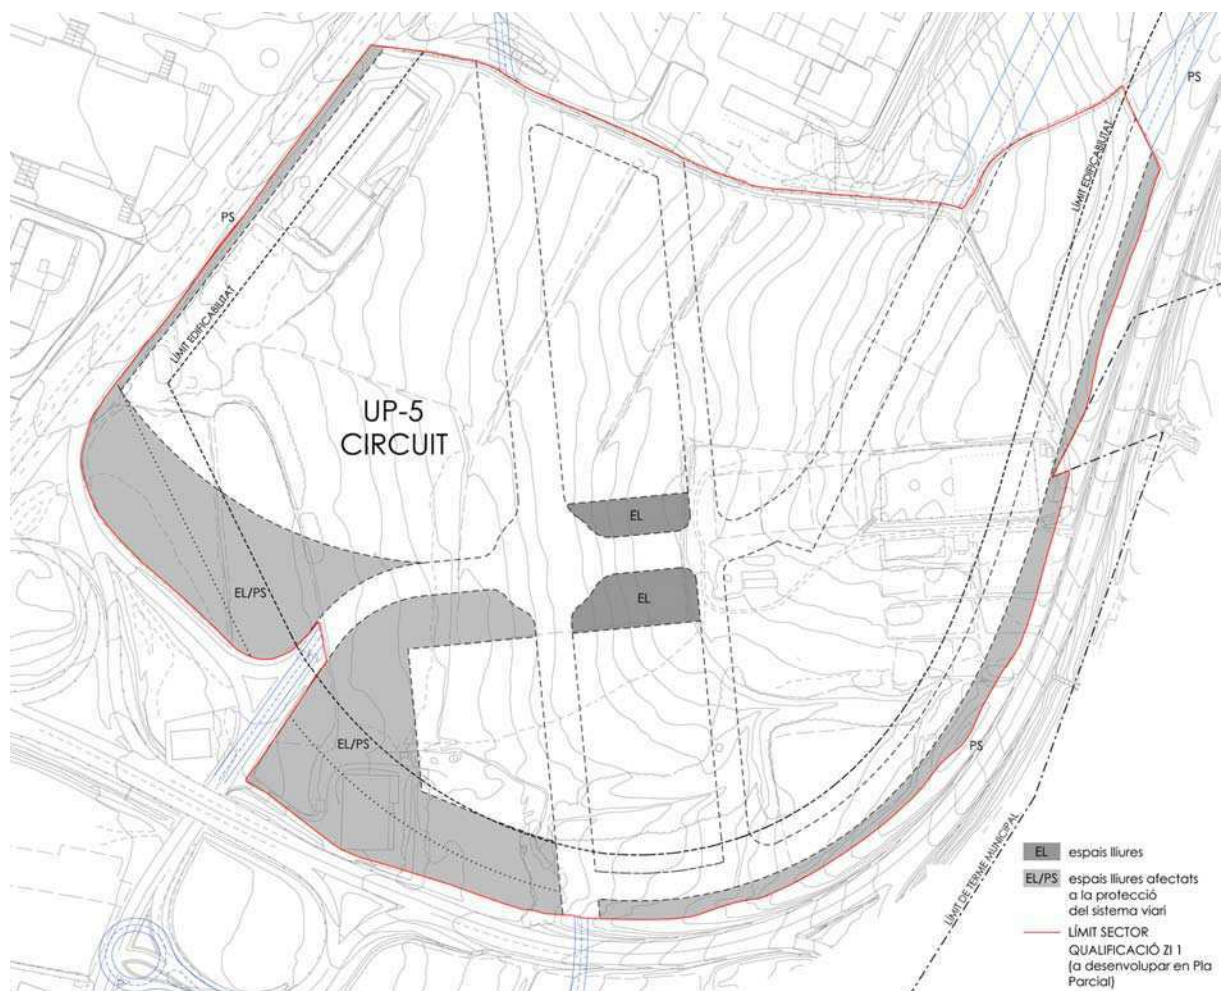 PS
LÍMIT EDIFICABILITAT
PS
LÍMIT EDIFICABILITAT
UP-5
CIRCUIT
EL
EL/PS
EL
EL/PS
PS
LÍMIT DE TERME MUNICIPAL
EL espais lliures
EL/PS espais lliures afectats
a la protecció
del sistema viari
LÍMIT SECTOR
QUALIFICACIÓ ZI 1
(a desenvolupar en Pla
Parcial)